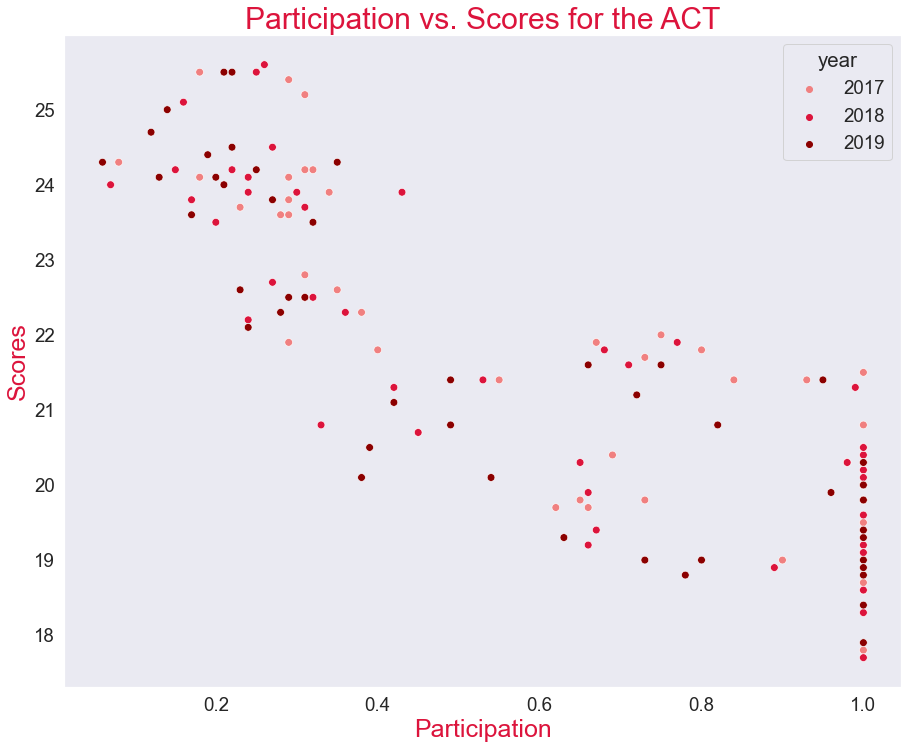 Participation vs. Scores for the ACT
year
2017
2018
2019
Scores
25
24
23
22
21
20
19
18
0.2 0.4 0.6 0.8 1.0
Participation